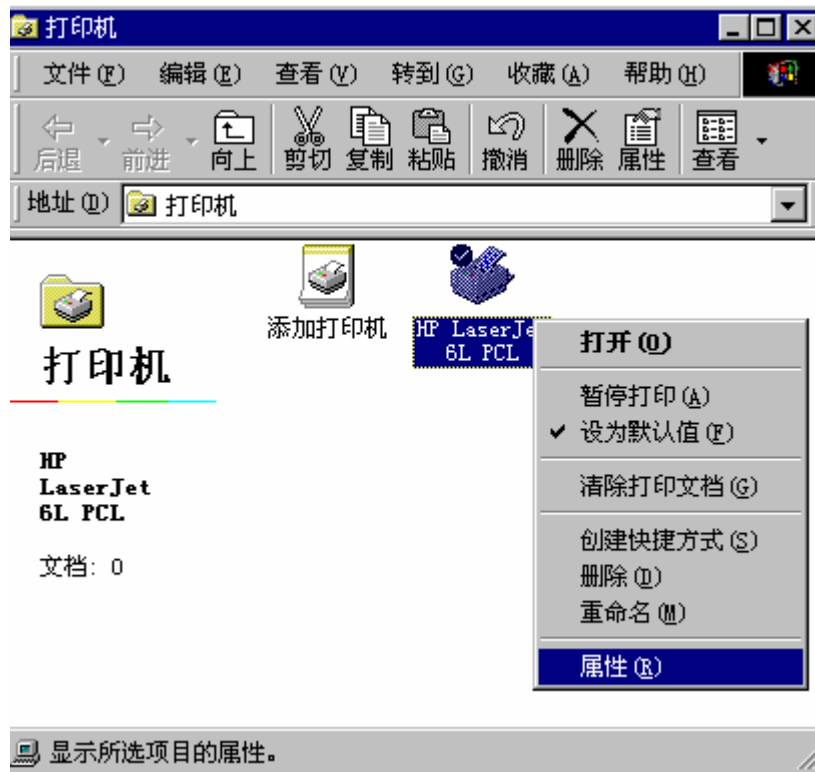 打印机
文件(F) 编辑(E) 查看(V) 转到(G) 收藏(A) 帮助(H)
后退 前进 向上 剪切 复制 粘贴 撤消 删除 属性 查看
地址(D) 打印机
添加打印机
HP LaserJe
6L PCL
打印机
HP
LaserJet
6L PCL
文档: 0
打开(O)
暂停打印(A)
设为默认值(F)
清除打印文档(G)
创建快捷方式(S)
删除(D)
重命名(M)
属性(R)
显示所选项目的属性。